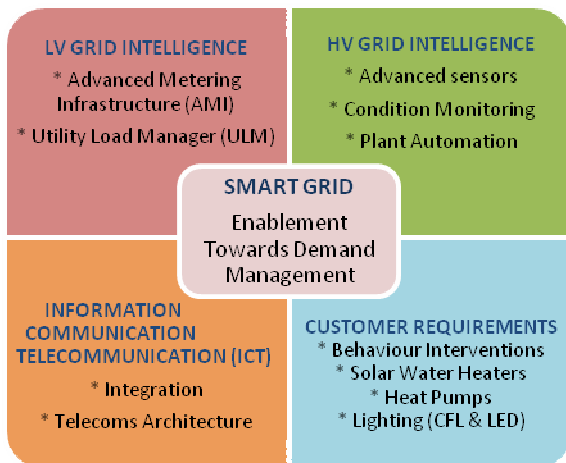 LV GRID INTELLIGENCE
* Advanced Metering
Infrastructure (AMI)
* Utility Load Manager (ULM)
HV GRID INTELLIGENCE
* Advanced sensors
* Condition Monitoring
* Plant Automation
SMART GRID
Enablement
Towards Demand
Management
INFORMATION
COMMUNICATION
TELECOMMUNICATION (ICT)
* Integration
* Telecoms Architecture
CUSTOMER REQUIREMENTS
* Behaviour Interventions
* Solar Water Heaters
* Heat Pumps
* Lighting (CFL & LED)